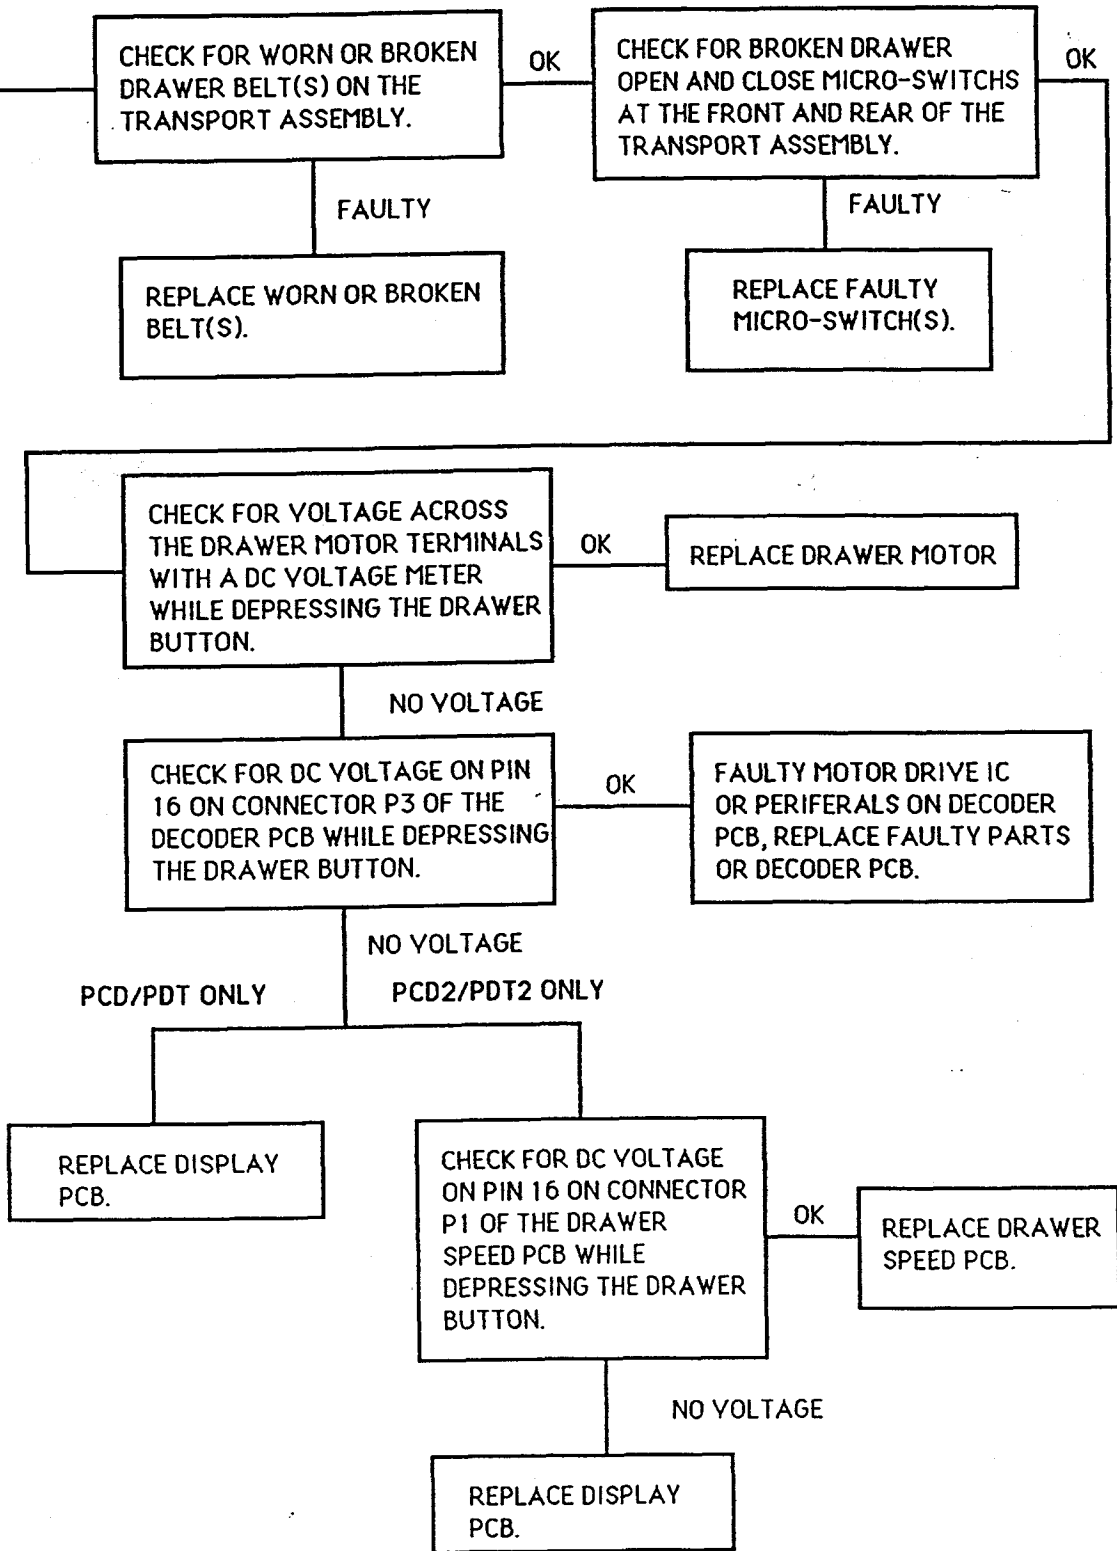 CHECK FOR WORN OR BROKEN
DRAWER BELT(S) ON THE
TRANSPORT ASSEMBLY.
OK
CHECK FOR BROKEN DRAWER
OPEN AND CLOSE MICRO-SWITCHS
AT THE FRONT AND REAR OF THE
TRANSPORT ASSEMBLY.
OK
FAULTY
FAULTY
REPLACE WORN OR BROKEN
BELT(S).
REPLACE FAULTY
MICRO-SWITCH(S).
CHECK FOR VOLTAGE ACROSS
THE DRAWER MOTOR TERMINALS
WITH A DC VOLTAGE METER
WHILE DEPRESSING THE DRAWER
BUTTON.
OK
REPLACE DRAWER MOTOR
NO VOLTAGE
CHECK FOR DC VOLTAGE ON PIN
16 ON CONNECTOR P3 OF THE
DECODER PCB WHILE DEPRESSING
THE DRAWER BUTTON.
OK
FAULTY MOTOR DRIVE IC
OR PERIFERALS ON DECODER
PCB, REPLACE FAULTY PARTS
OR DECODER PCB.
NO VOLTAGE
PCD/PDT ONLY
PCD2/PDT2 ONLY
REPLACE DISPLAY
PCB.
CHECK FOR DC VOLTAGE
ON PIN 16 ON CONNECTOR
P1 OF THE DRAWER
SPEED PCB WHILE
DEPRESSING THE DRAWER
BUTTON.
OK
REPLACE DRAWER
SPEED PCB.
NO VOLTAGE
REPLACE DISPLAY
PCB.